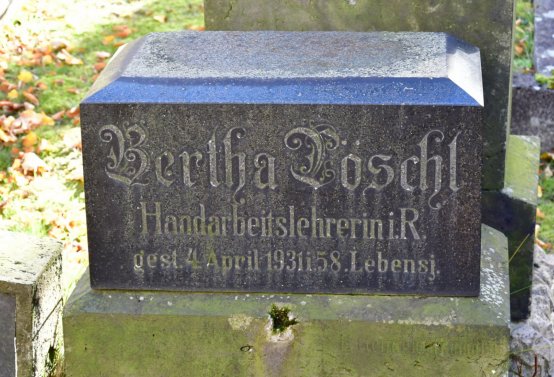 Bertha Pöschl
Handarbeitslehrerin i. R.
gest. 4. April 1931 i. 58. Lebensj.